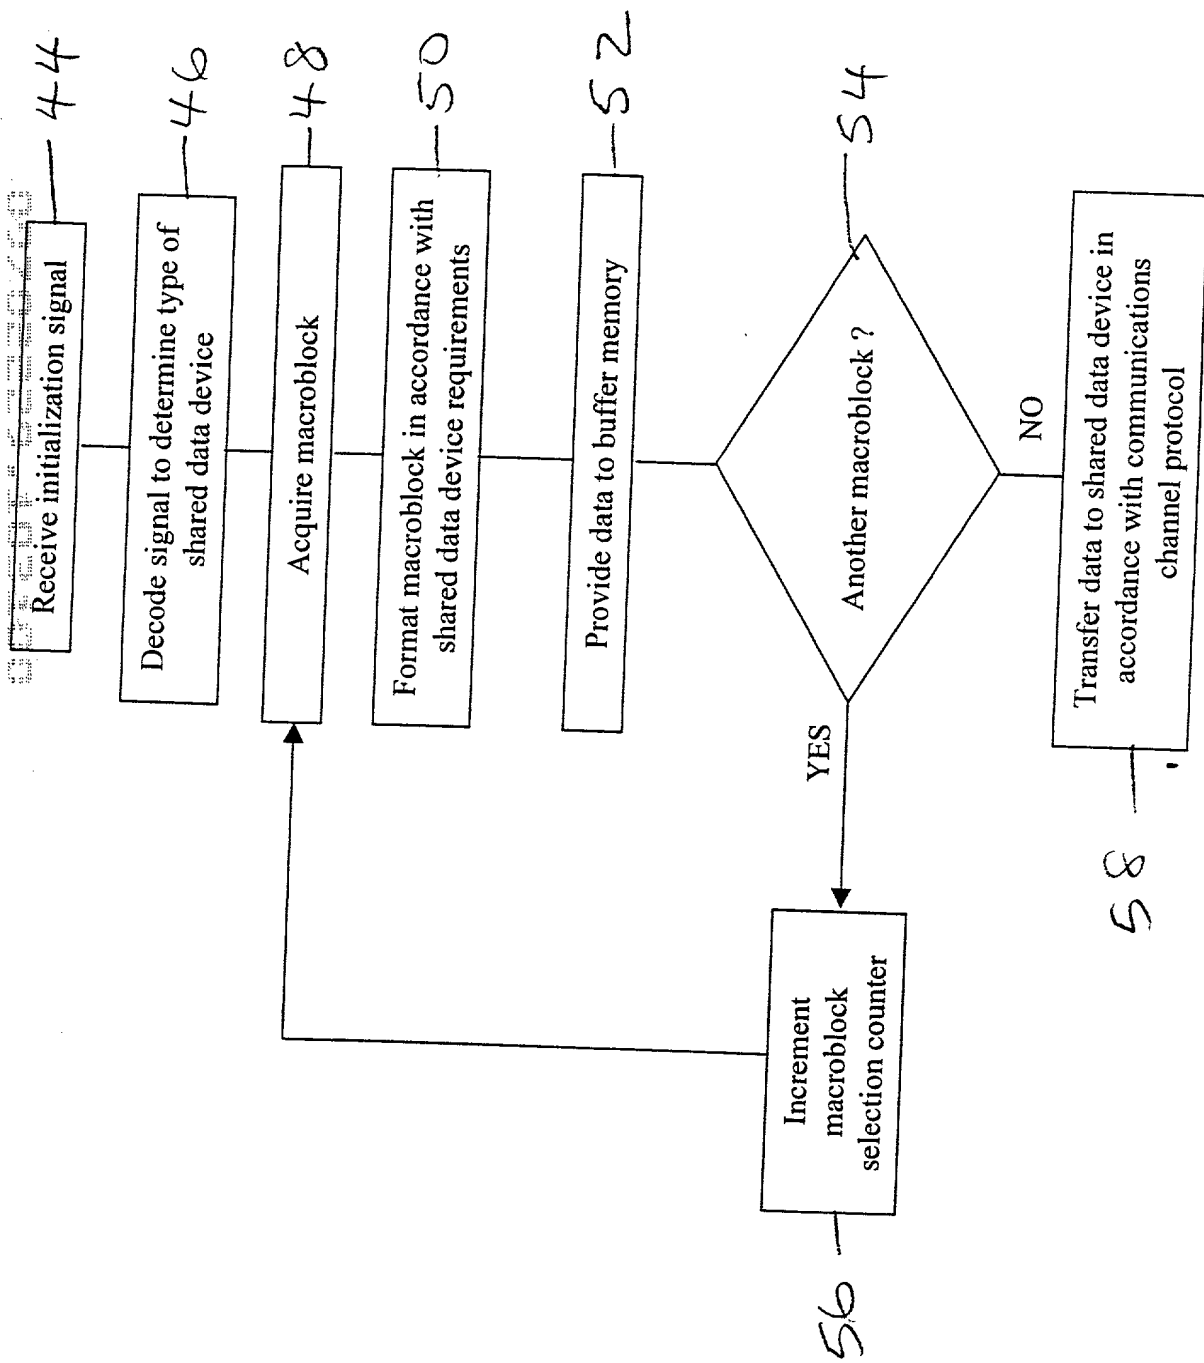 Receive initialization signal
44
Decode signal to determine type of
shared data device
46
Acquire macroblock
48
Format macroblock in accordance with
shared data device requirements
50
Provide data to buffer memory
52
Another macroblock ?
54
YES
NO
Increment
macroblock
selection counter
56
Transfer data to shared data device in
accordance with communications
channel protocol
58